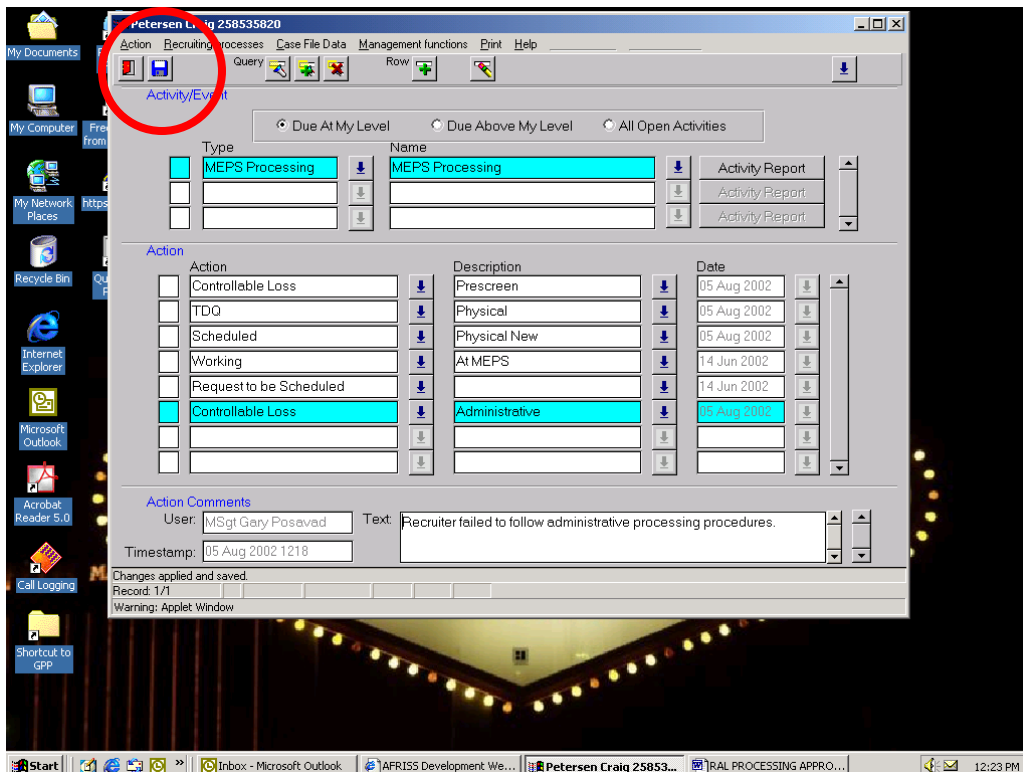 Petersen Craig 258535820
Action Recruiting processes Case File Data Management functions Print Help
Query Row
Activity/Event
Due At My Level Due Above My Level All Open Activities
Type Name
MEPS Processing MEPS Processing Activity Report
Activity Report
Activity Report
Action
Action Description Date
Controllable Loss Prescreen 05 Aug 2002
TDQ Physical 05 Aug 2002
Scheduled Physical New 05 Aug 2002
Working At MEPS 14 Jun 2002
Request to be Scheduled 14 Jun 2002
Controllable Loss Administrative 05 Aug 2002
Action Comments
User: MSgt Gary Posavad Text: Recruiter failed to follow administrative processing procedures.
Timestamp: 05 Aug 2002 1218
Changes applied and saved.
Record: 1/1
Warning: Applet Window
My Documents
My Computer
from
My Network
Places
https
Recycle Bin
Internet
Explorer
Microsoft
Outlook
Acrobat
Reader 5.0
Call Logging
Shortcut to
GPP
Start » Inbox - Microsoft Outlook AFRISS Development We... Petersen Craig 25853... RAL PROCESSING APPRO... 12:23 PM